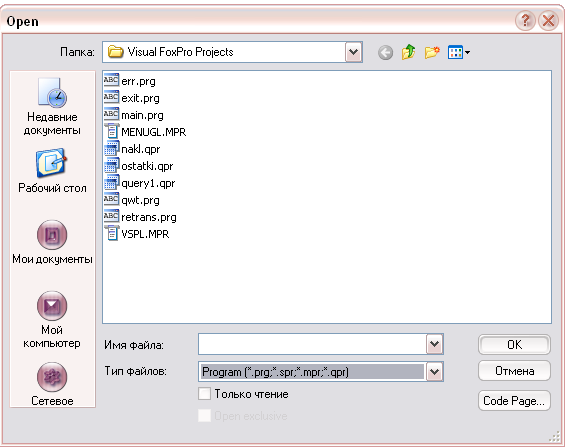 Open
Папка:
Visual FoxPro Projects
err.prg
exit.prg
main.prg
MENUGL.MPR
nakl.qpr
ostatki.qpr
query1.qpr
qwt.prg
retrans.prg
VSPL.MPR
Недавние
документы
Рабочий стол
Мои документы
Мой
компьютер
Сетевое
Имя файла:
OK
Тип файлов:
Program (*.prg;*.spr;*.mpr;*.qpr)
Отмена
Только чтение
Code Page...
Open exclusive